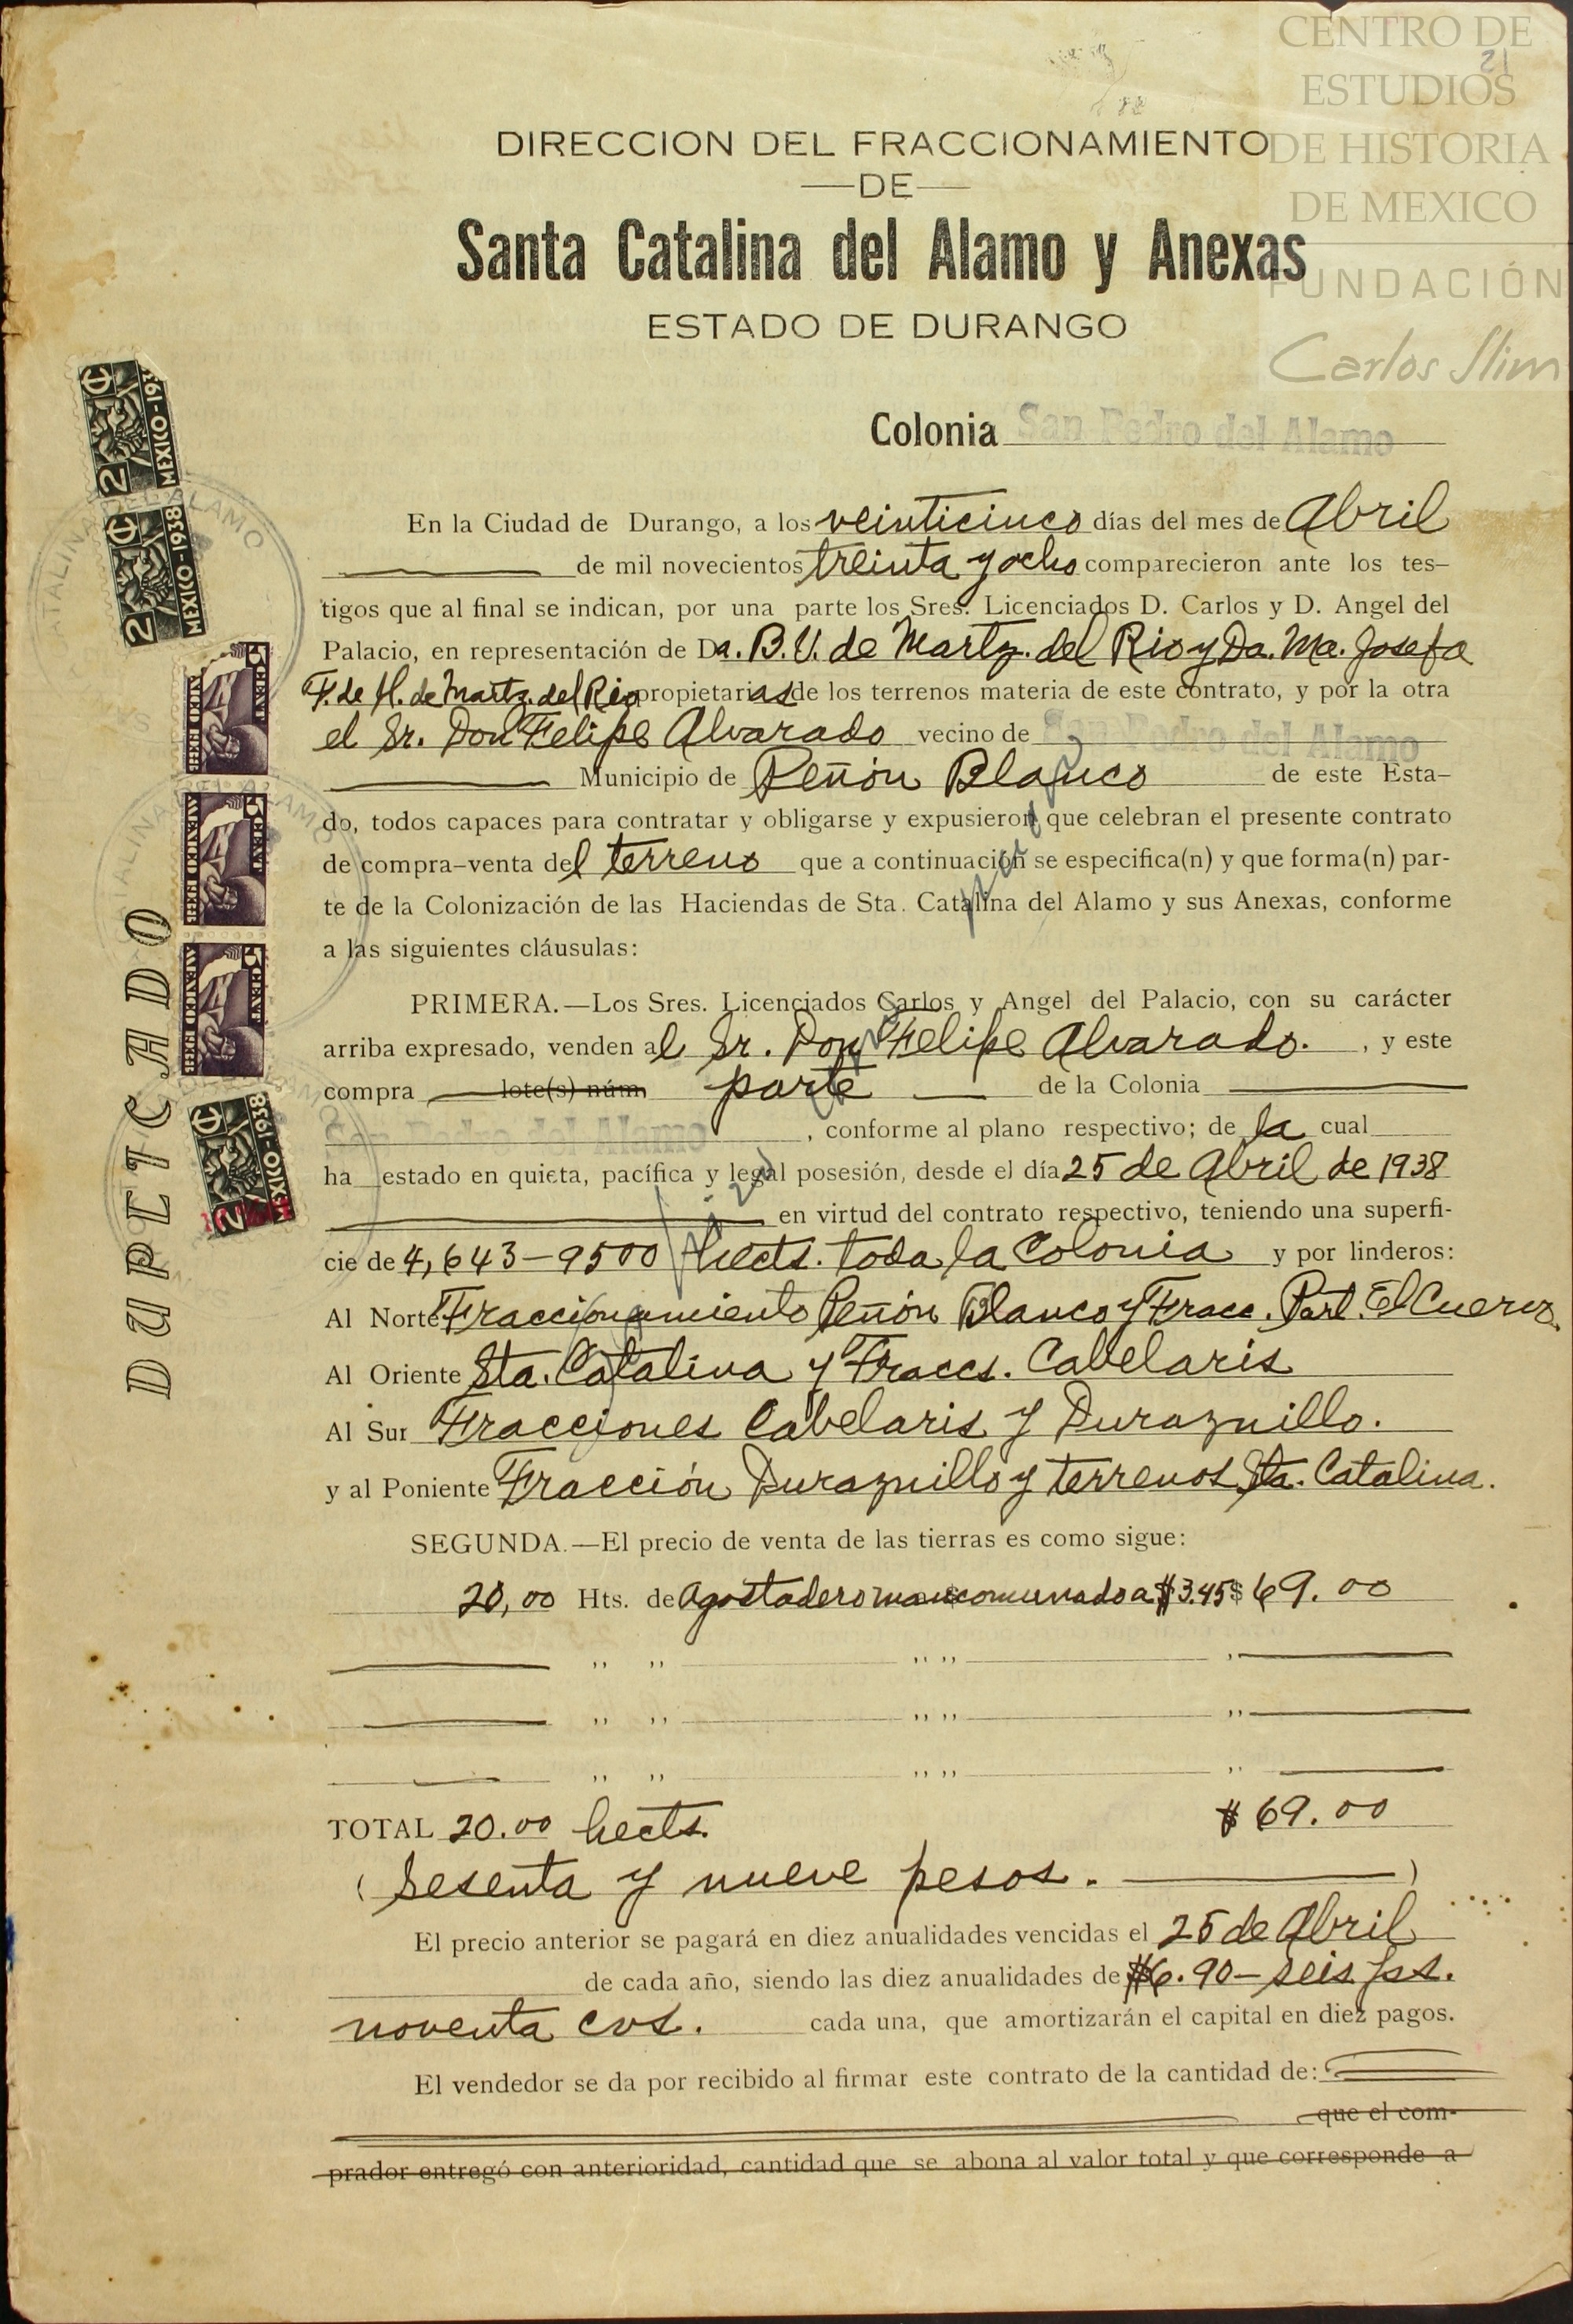 CENTRO DE
21
ESTUDIOS
DE HISTORIA
DE MEXICO
FUNDACIÓN
Carlos Slim
DIRECCION DEL FRACCIONAMIENTO
—DE—
Santa Catalina del Alamo y Anexas
ESTADO DE DURANGO
Colonia San Pedro del Alamo
En la Ciudad de Durango, a los veinticinco días del mes de Abril
de mil novecientos treinta y ocho comparecieron ante los tes-
tigos que al final se indican, por una parte los Sres. Licenciados D. Carlos y D. Angel del
Palacio, en representación de Da. B. V. de Martz. del Rio y Da. Ma. Josefa
F. de H. de Martz. del Rio propietarias de los terrenos materia de este contrato, y por la otra
el Sr. Don Felipe Alvarado vecino de San Pedro del Alamo
Municipio de Peñón Blanco de este Esta-
do, todos capaces para contratar y obligarse y expusieron que celebran el presente contrato
de compra-venta del terreno que a continuación se especifica(n) y que forma(n) par-
te de la Colonización de las Haciendas de Sta. Catalina del Alamo y sus Anexas, conforme
a las siguientes cláusulas:
PRIMERA.—Los Sres. Licenciados Carlos y Angel del Palacio, con su carácter
arriba expresado, venden al Sr. Don Felipe Alvarado. , y este
compra lote(s) núm parte de la Colonia
San Pedro del Alamo , conforme al plano respectivo; de la cual
ha estado en quieta, pacífica y legal posesión, desde el día 25 de Abril de 1938
en virtud del contrato respectivo, teniendo una superfi-
cie de 4,643-9500 hects. toda la Colonia y por linderos:
Al Norte Fraccionamiento Peñón Blanco y Fracc. Part. El Cuervo.
Al Oriente Sta. Catalina y Fraccs. Cabelaris
Al Sur Fracciones Cabelaris y Duraznillo.
y al Poniente Fracción Duraznillo y terrenos Sta. Catalina.
SEGUNDA.—El precio de venta de las tierras es como sigue:
20,00 Hts. de Agostadero mancomunado a $3.45 $ 69.00
,, ,, ,, ,, ,,
,, ,, ,, ,, ,,
,, ,, ,, ,, ,,
TOTAL 20.00 hects. $ 69.00
( Sesenta y nueve pesos. )
El precio anterior se pagará en diez anualidades vencidas el 25 de Abril
de cada año, siendo las diez anualidades de $6.90- seis pss.
noventa cvs. cada una, que amortizarán el capital en diez pagos.
El vendedor se da por recibido al firmar este contrato de la cantidad de:
que el com-
prador entregó con anterioridad, cantidad que se abona al valor total y que corresponde a
DUPLICADO
2 ¢ MEXICO-193
2 ¢ MEXICO-1938
5 CENT
5 CENT
5 CENT
2 ¢ MEXICO-1938